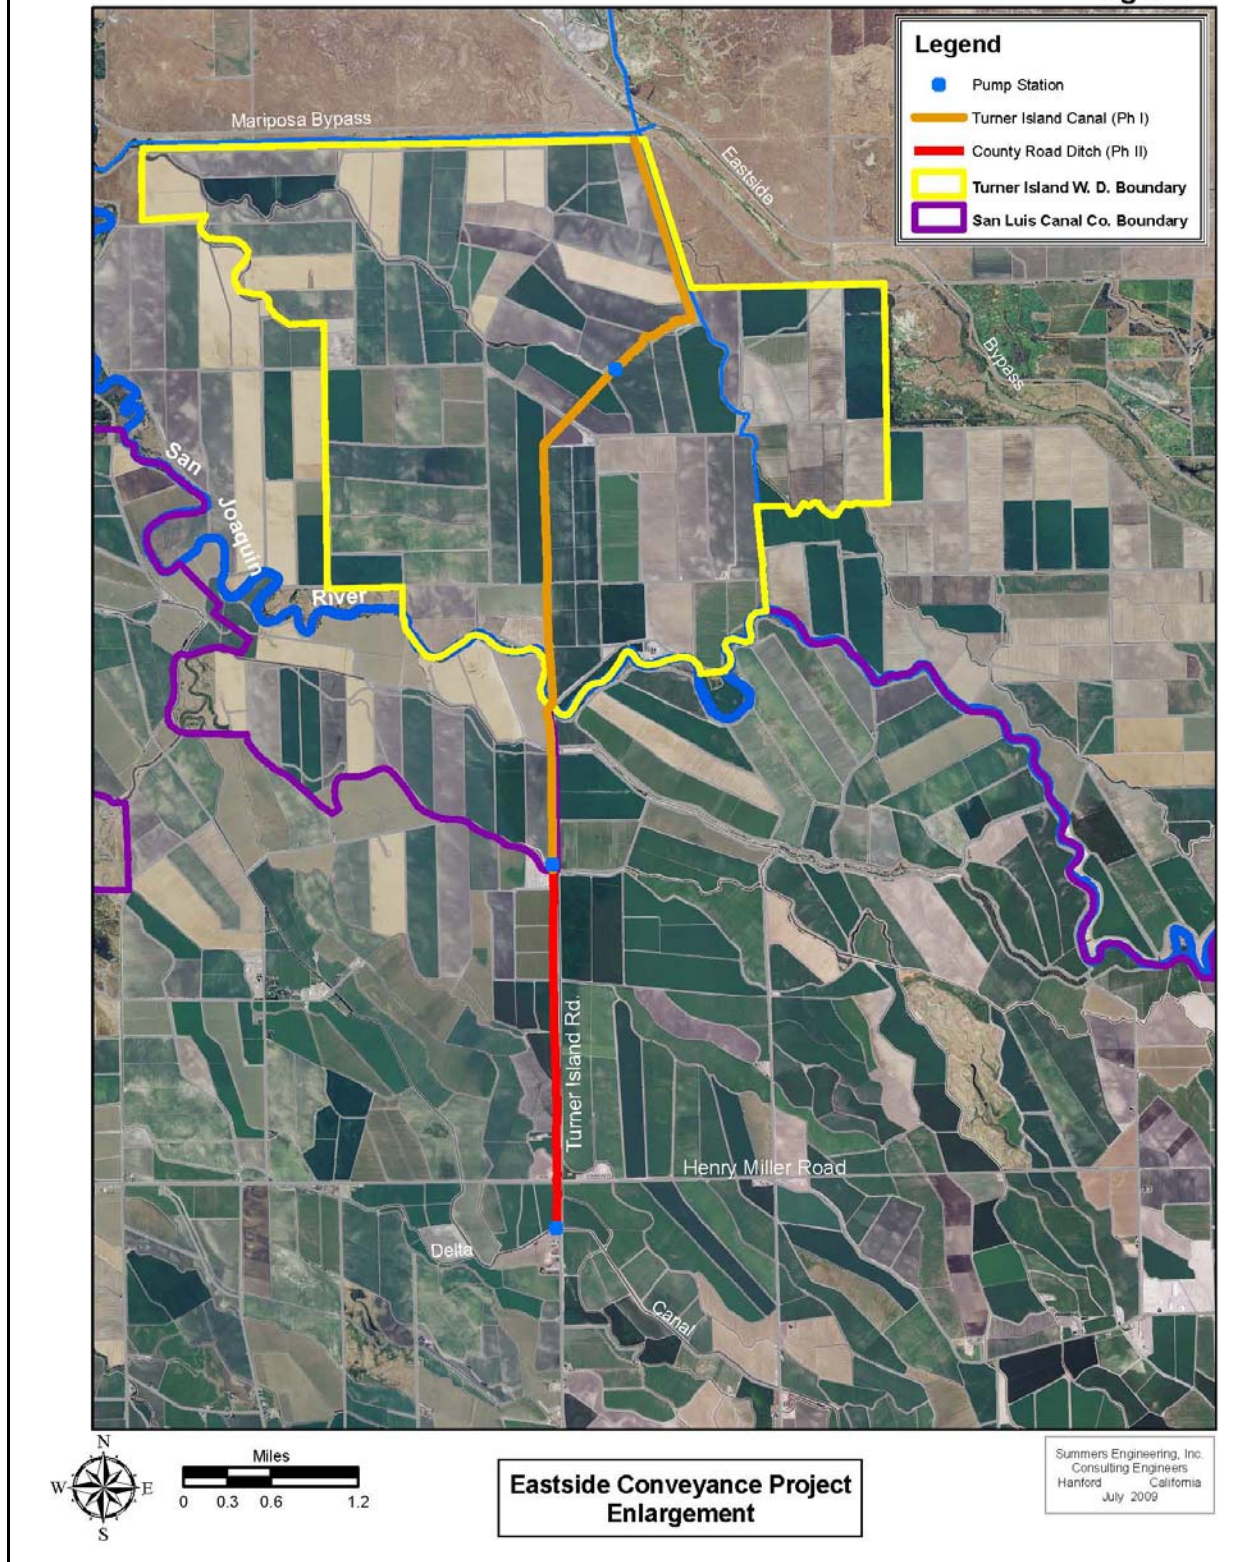 Legend
Pump Station
Turner Island Canal (Ph I)
County Road Ditch (Ph II)
Turner Island W. D. Boundary
San Luis Canal Co. Boundary
Mariposa Bypass
Eastside
Bypass
San
Joaquin
River
Turner Island Rd.
Henry Miller Road
Delta
Canal
N
W E
S
Miles
0 0.3 0.6 1.2
Eastside Conveyance Project
Enlargement
Summers Engineering, Inc.
Consulting Engineers
Hanford California
July 2009